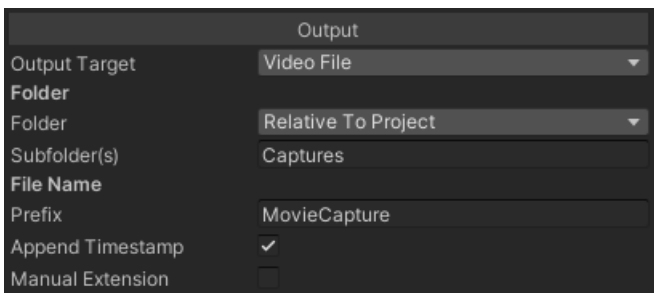 Output
Output Target Video File
Folder
Folder Relative To Project
Subfolder(s) Captures
File Name
Prefix MovieCapture
Append Timestamp
Manual Extension